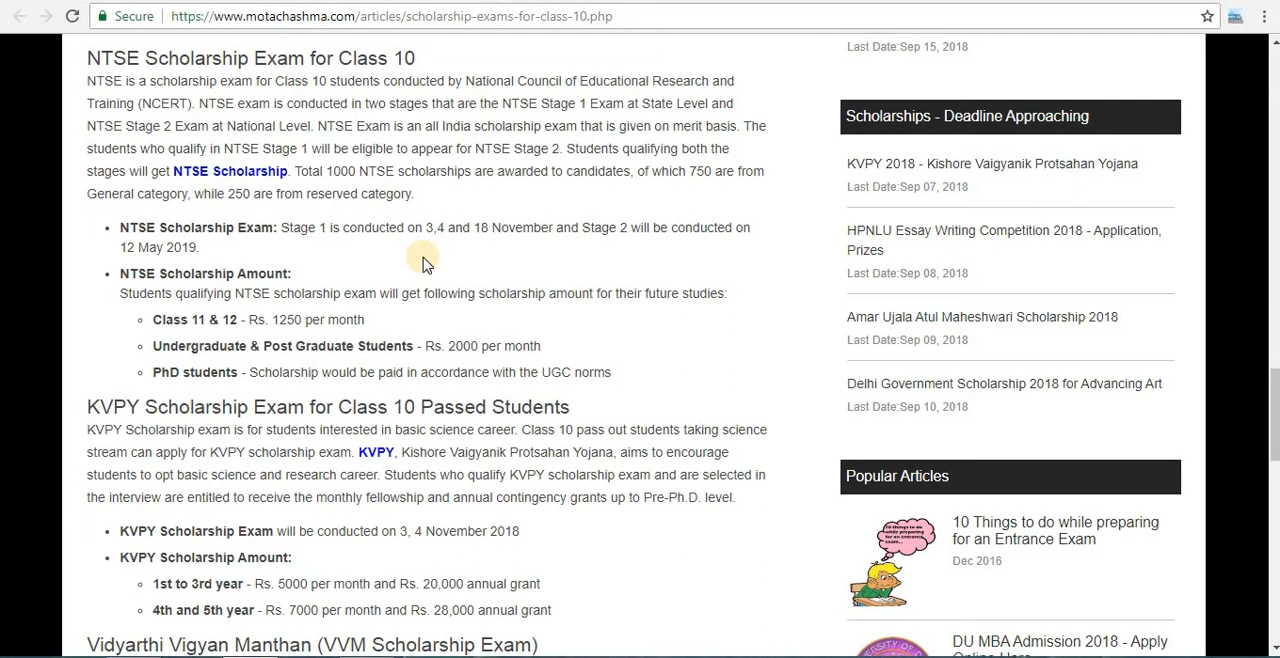 Secure
https://www.motachashma.com/articles/scholarship-exams-for-class-10.php
NTSE Scholarship Exam for Class 10
NTSE is a scholarship exam for Class 10 students conducted by National Council of Educational Research and
Training (NCERT). NTSE exam is conducted in two stages that are the NTSE Stage 1 Exam at State Level and
NTSE Stage 2 Exam at National Level. NTSE Exam is an all India scholarship exam that is given on merit basis. The
students who qualify in NTSE Stage 1 will be eligible to appear for NTSE Stage 2. Students qualifying both the
stages will get NTSE Scholarship. Total 1000 NTSE scholarships are awarded to candidates, of which 750 are from
General category, while 250 are from reserved category.
• NTSE Scholarship Exam: Stage 1 is conducted on 3,4 and 18 November and Stage 2 will be conducted on
12 May 2019.
• NTSE Scholarship Amount:
Students qualifying NTSE scholarship exam will get following scholarship amount for their future studies:
◦ Class 11 & 12 - Rs. 1250 per month
◦ Undergraduate & Post Graduate Students - Rs. 2000 per month
◦ PhD students - Scholarship would be paid in accordance with the UGC norms
KVPY Scholarship Exam for Class 10 Passed Students
KVPY Scholarship exam is for students interested in basic science career. Class 10 pass out students taking science
stream can apply for KVPY scholarship exam. KVPY, Kishore Vaigyanik Protsahan Yojana, aims to encourage
students to opt basic science and research career. Students who qualify KVPY scholarship exam and are selected in
the interview are entitled to receive the monthly fellowship and annual contingency grants up to Pre-Ph.D. level.
• KVPY Scholarship Exam will be conducted on 3, 4 November 2018
• KVPY Scholarship Amount:
◦ 1st to 3rd year - Rs. 5000 per month and Rs. 20,000 annual grant
◦ 4th and 5th year - Rs. 7000 per month and Rs. 28,000 annual grant
Vidyarthi Vigyan Manthan (VVM Scholarship Exam)
Last Date:Sep 15, 2018
Scholarships - Deadline Approaching
KVPY 2018 - Kishore Vaigyanik Protsahan Yojana
Last Date:Sep 07, 2018
HPNLU Essay Writing Competition 2018 - Application,
Prizes
Last Date:Sep 08, 2018
Amar Ujala Atul Maheshwari Scholarship 2018
Last Date:Sep 09, 2018
Delhi Government Scholarship 2018 for Advancing Art
Last Date:Sep 10, 2018
Popular Articles
10 Things to do while preparing
for an Entrance Exam
Dec 2016
DU MBA Admission 2018 - Apply
Online Here